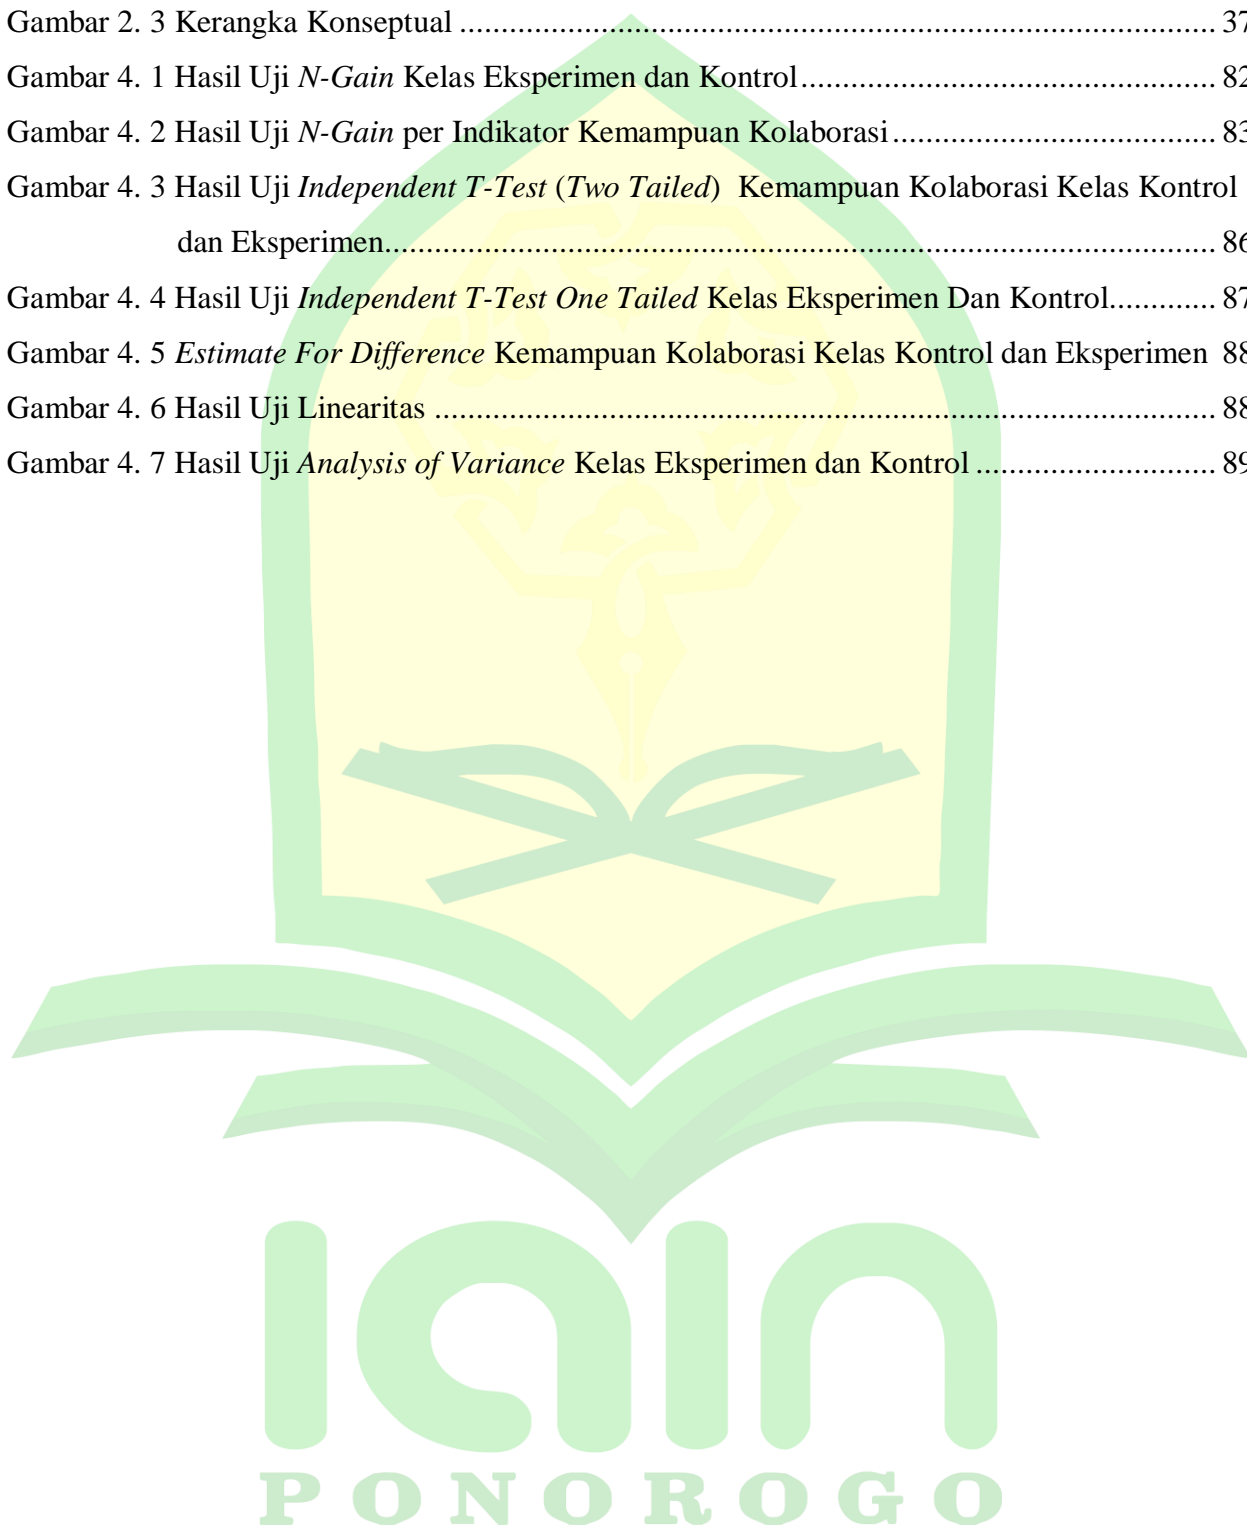 Gambar 2. 3 Kerangka Konseptual ............................................................................................... 37
Gambar 4. 1 Hasil Uji N-Gain Kelas Eksperimen dan Kontrol.................................................... 82
Gambar 4. 2 Hasil Uji N-Gain per Indikator Kemampuan Kolaborasi ......................................... 83
Gambar 4. 3 Hasil Uji Independent T-Test (Two Tailed)  Kemampuan Kolaborasi Kelas Kontrol
dan Eksperimen........................................................................................................ 86
Gambar 4. 4 Hasil Uji Independent T-Test One Tailed Kelas Eksperimen Dan Kontrol............. 87
Gambar 4. 5 Estimate For Difference Kemampuan Kolaborasi Kelas Kontrol dan Eksperimen 88
Gambar 4. 6 Hasil Uji Linearitas .................................................................................................. 88
Gambar 4. 7 Hasil Uji Analysis of Variance Kelas Eksperimen dan Kontrol .............................. 89
iain
PONOROGO